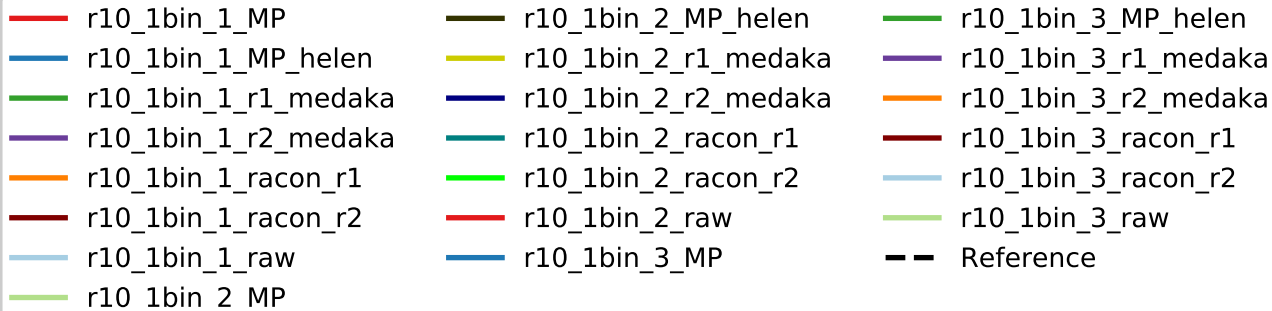 r10_1bin_1_MP
r10_1bin_1_MP_helen
r10_1bin_1_r1_medaka
r10_1bin_1_r2_medaka
r10_1bin_1_racon_r1
r10_1bin_1_racon_r2
r10_1bin_1_raw
r10_1bin_2_MP
r10_1bin_2_MP_helen
r10_1bin_2_r1_medaka
r10_1bin_2_r2_medaka
r10_1bin_2_racon_r1
r10_1bin_2_racon_r2
r10_1bin_2_raw
r10_1bin_3_MP
r10_1bin_3_MP_helen
r10_1bin_3_r1_medaka
r10_1bin_3_r2_medaka
r10_1bin_3_racon_r1
r10_1bin_3_racon_r2
r10_1bin_3_raw
Reference